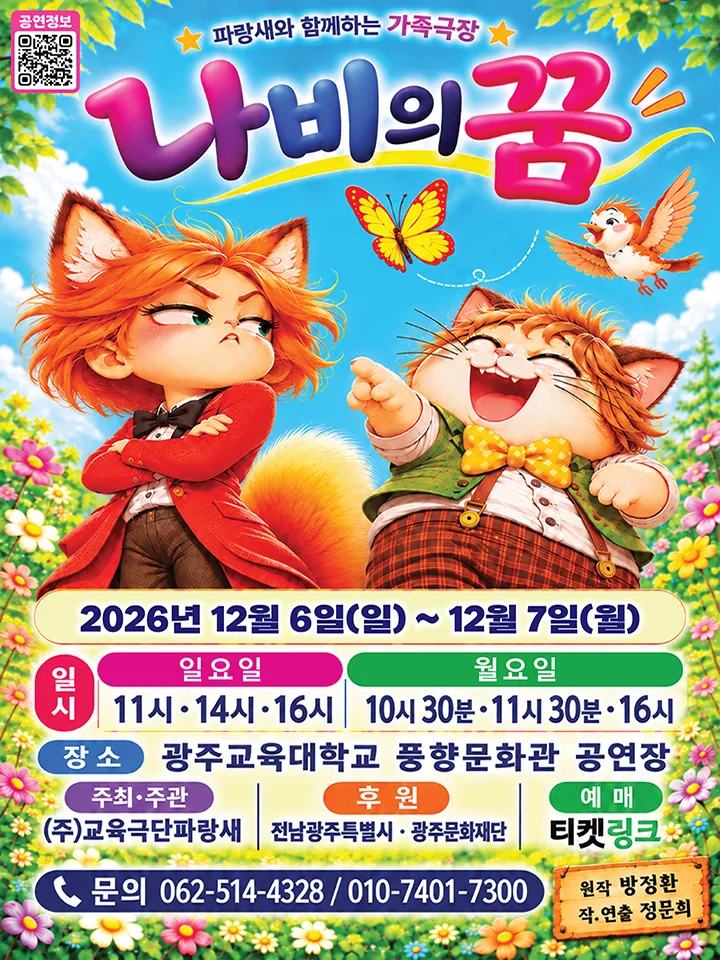 공연정보
파랑새와 함께하는 가족극장
나비의꿈
2026년 12월 6일(일) ~ 12월 7일(월)
일시
일요일
11시 · 14시 · 16시
월요일
10시 30분 · 11시 30분 · 16시
장소 광주교육대학교 풍향문화관 공연장
주최·주관
(주)교육극단파랑새
후원
전남광주특별시 · 광주문화재단
예매
티켓링크
문의 062-514-4328 / 010-7401-7300
원작 방정환
작.연출 정문희